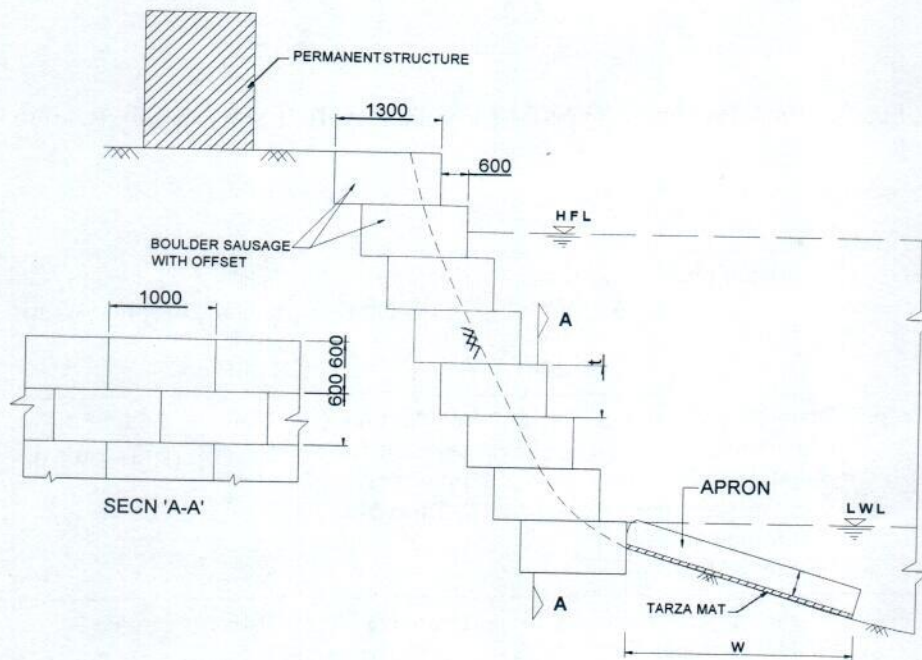 PERMANENT STRUCTURE
1300
600
HFL
BOULDER SAUSAGE
WITH OFFSET
1000
A
600
600
t
SECN 'A-A'
APRON
LWL
A
TARZA MAT
W